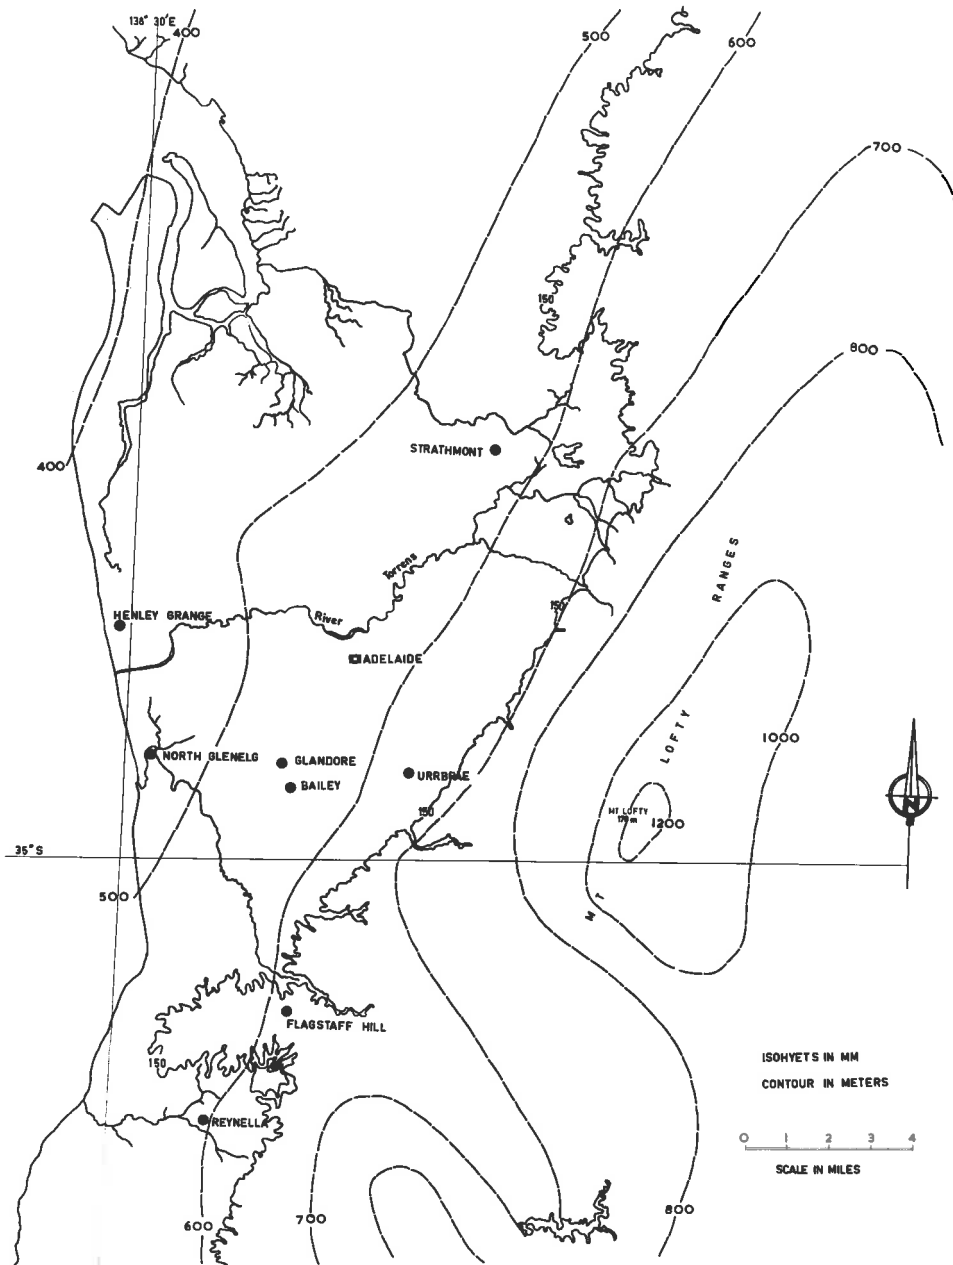 138° 30'E
400
500
600
700
150
800
STRATHMONT
400
RANGES
Torrens
150
HENLEY GRANGE
River
ADELAIDE
LOFTY
1000
NORTH GLENELG
GLANDORE
BAILEY
URRBRAE
150
MT LOFTY
1200
35° S
500
MT
FLAGSTAFF HILL
150
ISOHYETS IN MM
CONTOUR IN METERS
REYNELLA
0 1 2 3 4
SCALE IN MILES
600
700
800
N